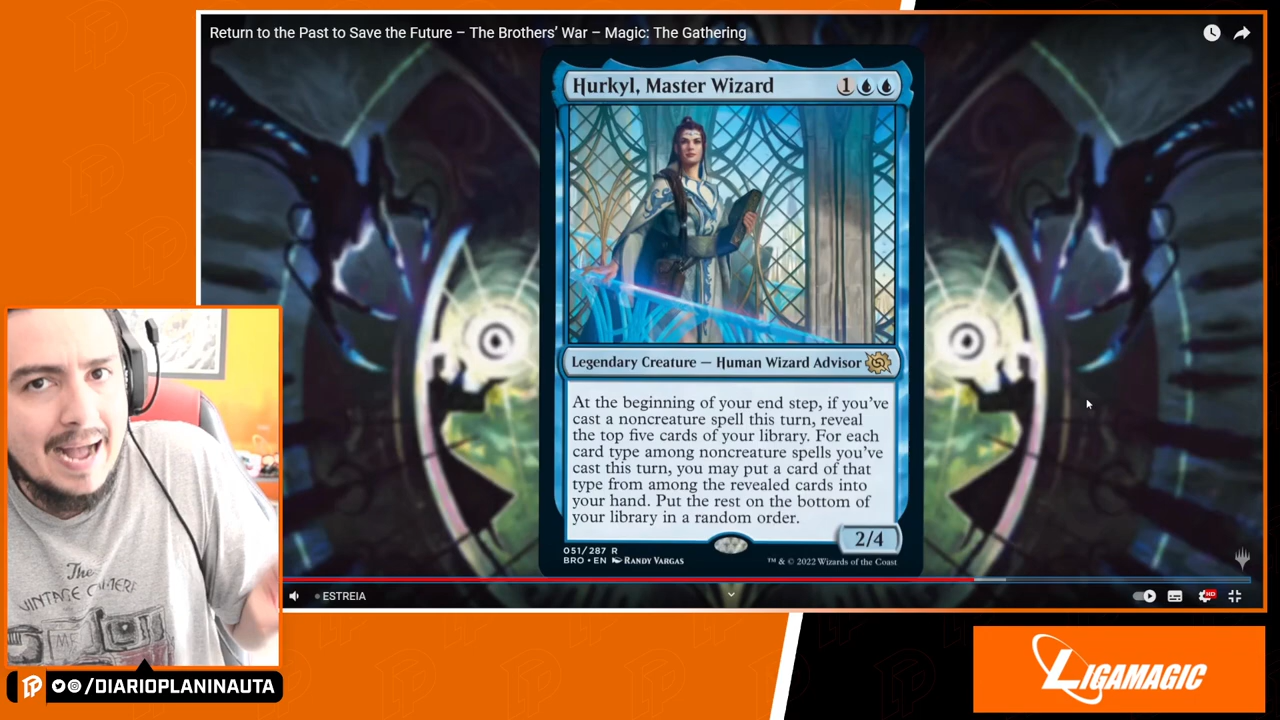 Return to the Past to Save the Future – The Brothers' War – Magic: The Gathering
Hurkyl, Master Wizard 1
Legendary Creature — Human Wizard Advisor
At the beginning of your end step, if you've
cast a noncreature spell this turn, reveal
the top five cards of your library. For each
card type among noncreature spells you've
cast this turn, you may put a card of that
type from among the revealed cards into
your hand. Put the rest on the bottom of
your library in a random order.
2/4
051/287 R
BRO • EN RANDY VARGAS
™ & © 2022 Wizards of the Coast
ESTREIA
HD
The
VINTAGE
/DIARIOPLANINAUTA
LIGAMAGIC